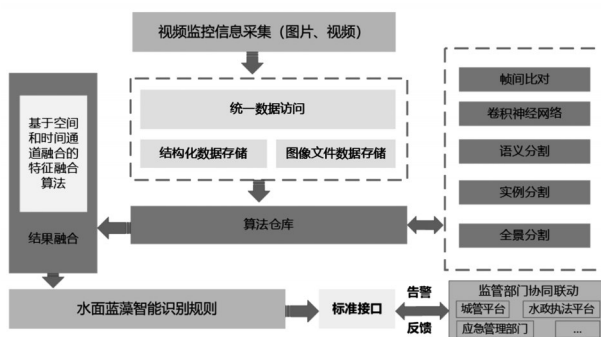 视频监控信息采集（图片、视频）
统一数据访问
结构化数据存储
图像文件数据存储
算法仓库
基于空间
和时间通
道融合的
特征融合
算法
结果融合
帧间比对
卷积神经网络
语义分割
实例分割
全景分割
水面蓝藻智能识别规则
标准接口
告警
反馈
监管部门协同联动
城管平台
水政执法平台
应急管理部门
...